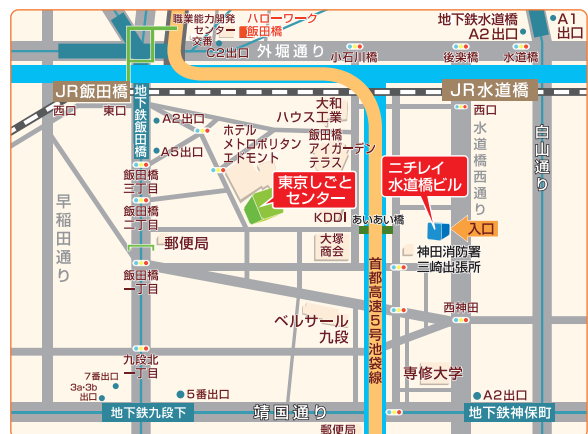 職業能力開発
センター
ハローワーク
飯田橋
交番
C2出口
外堀通り
小石川橋
地下鉄水道橋
A2出口
A1
出口
後楽橋
水道橋
JR飯田橋
西口
東口
地下鉄飯田橋
JR水道橋
西口
A2出口
A5出口
ホテル
メトロポリタン
エドモント
大和
ハウス工業
飯田橋
アイガーデン
テラス
水道橋西通り
白山通り
早稲田通り
飯田橋
三丁目
飯田橋
二丁目
東京しごと
センター
ニチレイ
水道橋ビル
入口
KDDI
あいあい橋
郵便局
大塚
商会
神田消防署
三崎出張所
飯田橋
一丁目
首都高速5号池袋線
西神田
ベルサール
九段
九段北
一丁目
専修大学
7番出口
3a・3b
出口
5番出口
A2出口
地下鉄九段下
靖国通り
地下鉄神保町
郵便局